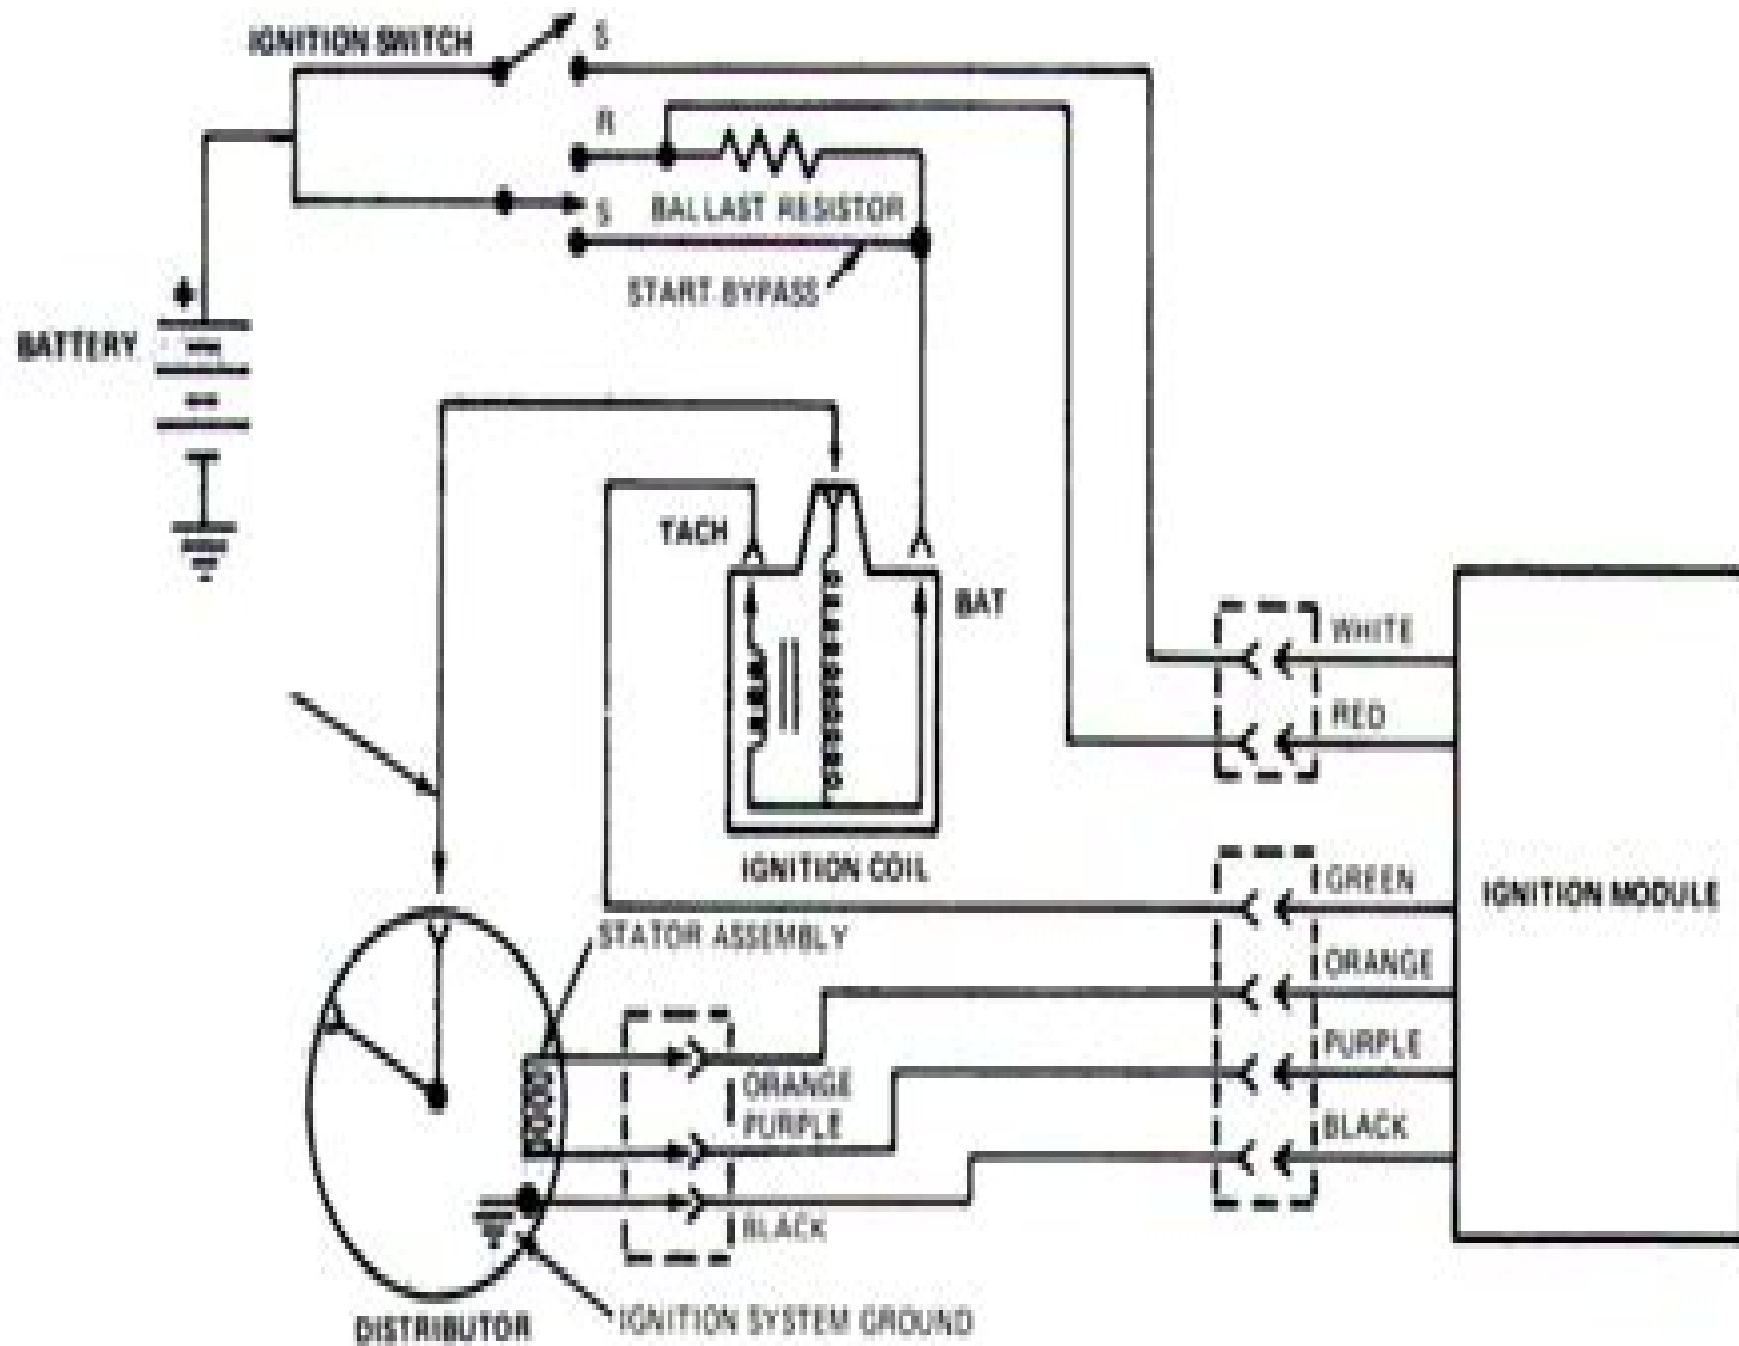 IGNITION SWITCH
S
R
S
BALLAST RESISTOR
START BYPASS
+
BATTERY
TACH
BAT
WHITE
RED
IGNITION COIL
GREEN
IGNITION MODULE
STATOR ASSEMBLY
ORANGE
PURPLE
ORANGE
PURPLE
BLACK
BLACK
DISTRIBUTOR
IGNITION SYSTEM GROUND